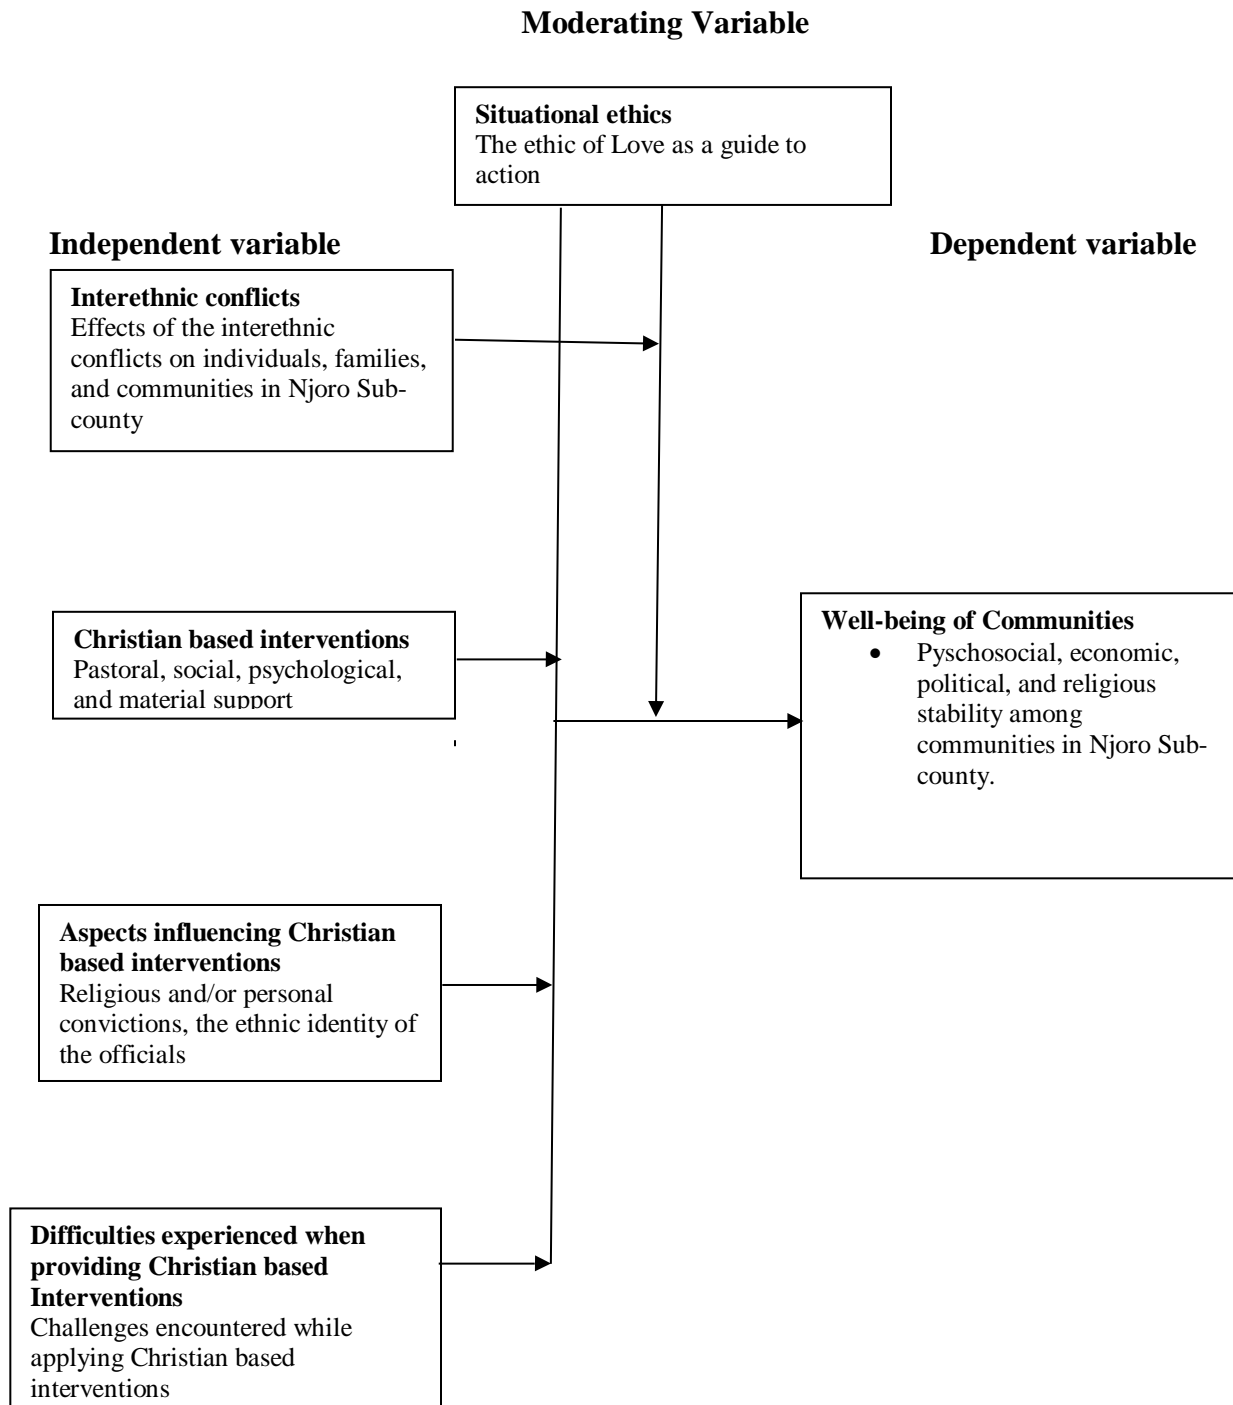 Moderating Variable
Situational ethics
The ethic of Love as a guide to
action
Independent variable
Dependent variable
Interethnic conflicts
Effects of the interethnic
conflicts on individuals, families,
and communities in Njoro Sub-
county
Christian based interventions
Pastoral, social, psychological,
and material support
Well-being of Communities
• Pyschosocial, economic,
political, and religious
stability among
communities in Njoro Sub-
county.
Aspects influencing Christian
based interventions
Religious and/or personal
convictions, the ethnic identity of
the officials
Difficulties experienced when
providing Christian based
Interventions
Challenges encountered while
applying Christian based
interventions